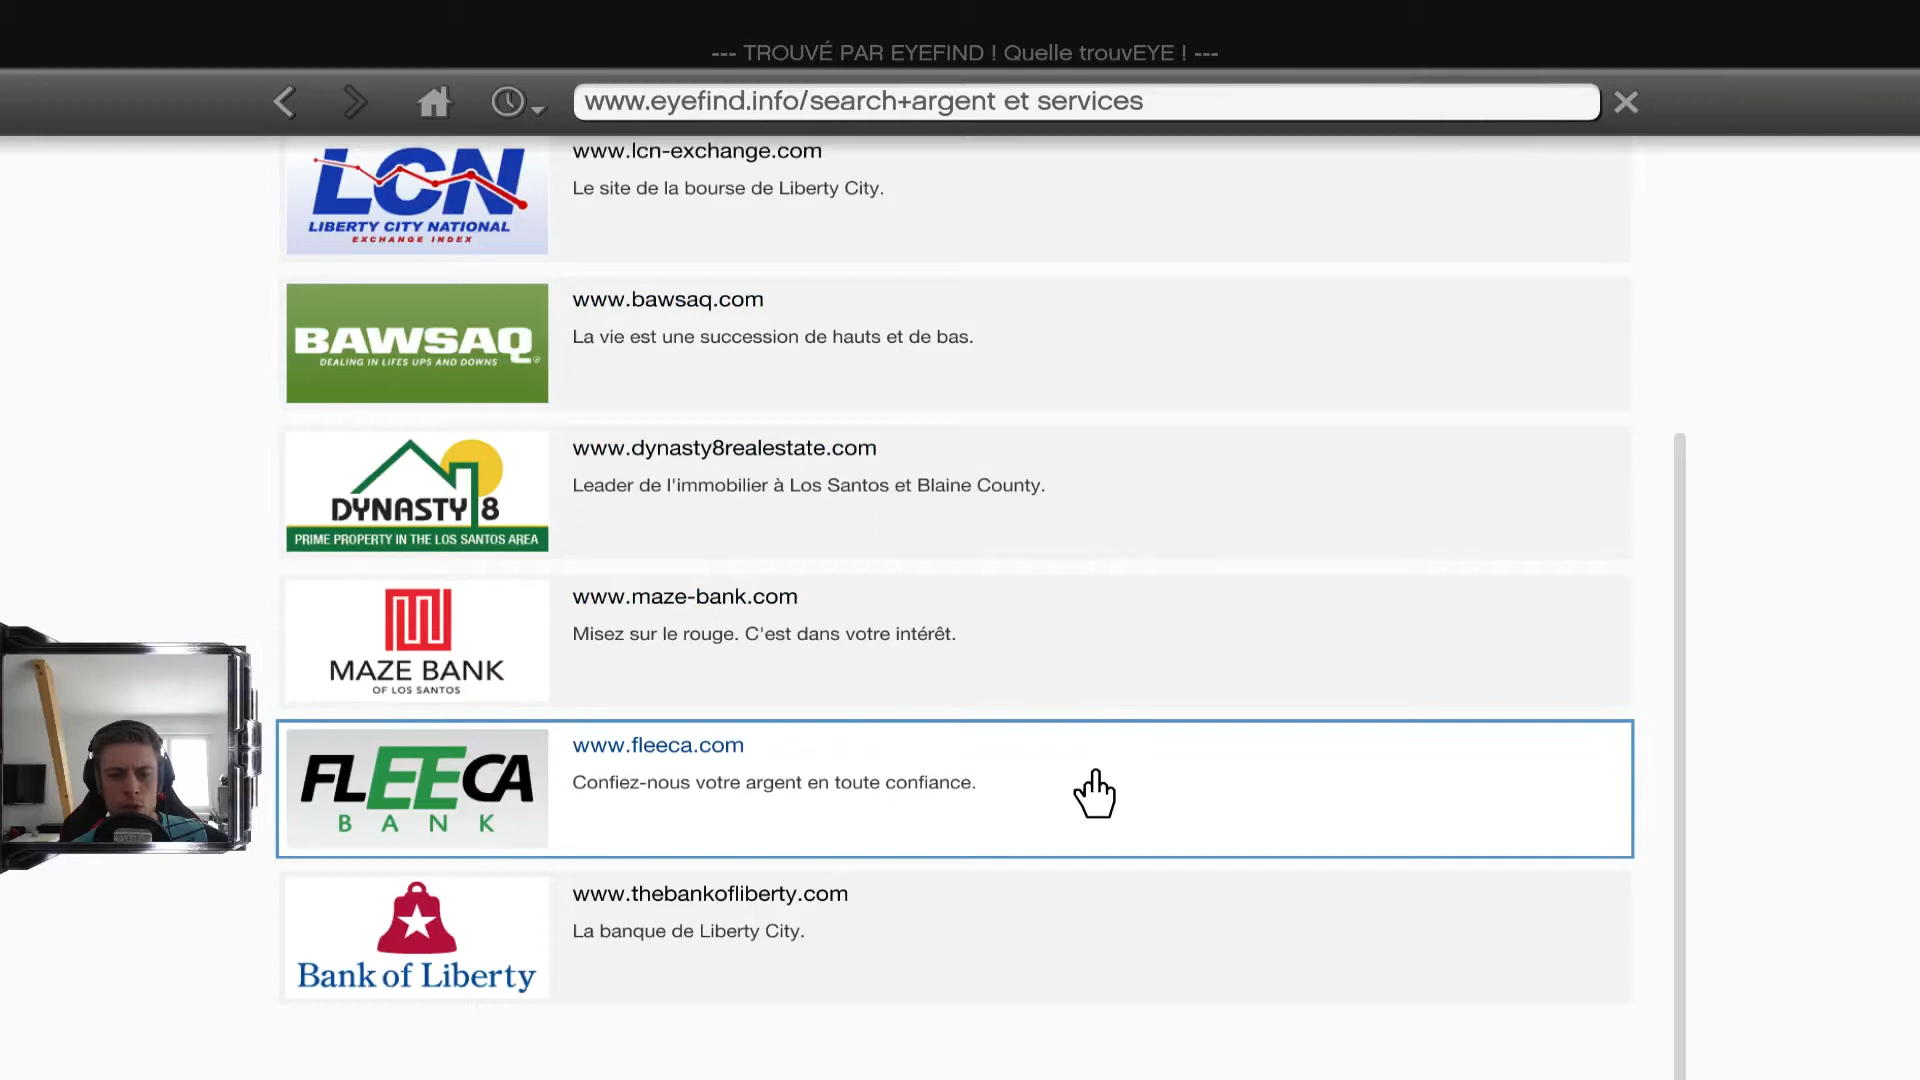 --- TROUVÉ PAR EYEFIND ! Quelle trouvEYE ! ---
www.eyefind.info/search+argent et services
LCN
LIBERTY CITY NATIONAL
EXCHANGE INDEX
www.lcn-exchange.com
Le site de la bourse de Liberty City.
BAWSAQ
DEALING IN LIFES UPS AND DOWNS
www.bawsaq.com
La vie est une succession de hauts et de bas.
DYNASTY 8
PRIME PROPERTY IN THE LOS SANTOS AREA
www.dynasty8realestate.com
Leader de l'immobilier à Los Santos et Blaine County.
MAZE BANK
OF LOS SANTOS
www.maze-bank.com
Misez sur le rouge. C'est dans votre intérêt.
FLEECA
BANK
www.fleeca.com
Confiez-nous votre argent en toute confiance.
Bank of Liberty
www.thebankofliberty.com
La banque de Liberty City.